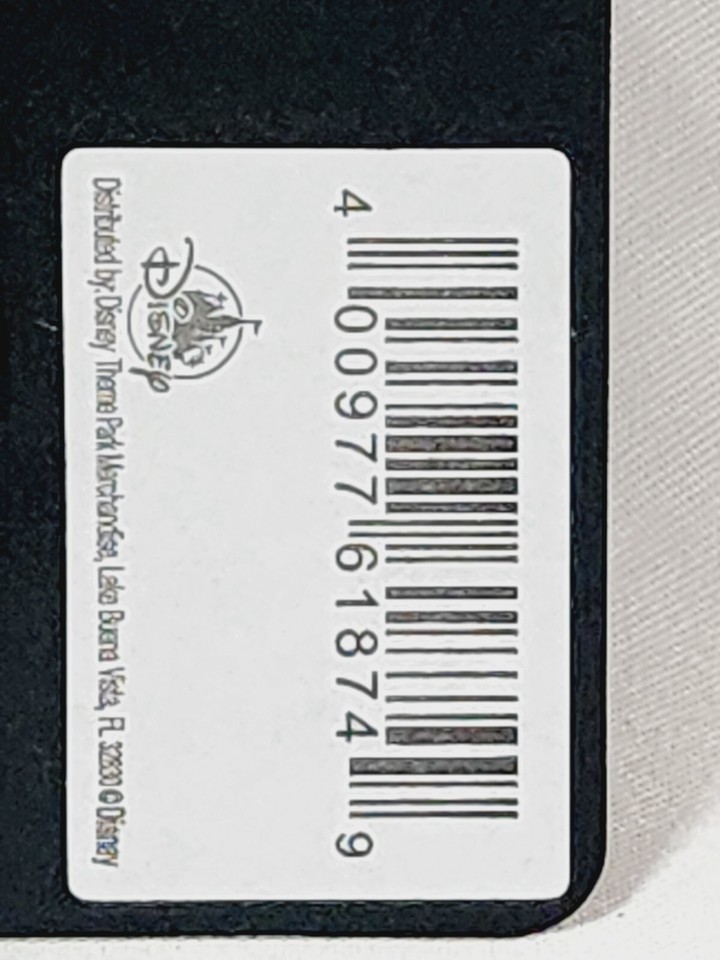 4 00977 61874 9
Disney
Distributed by, Disney Theme Park Merchandise, Lake Buena Vista, FL 32830 © Disney